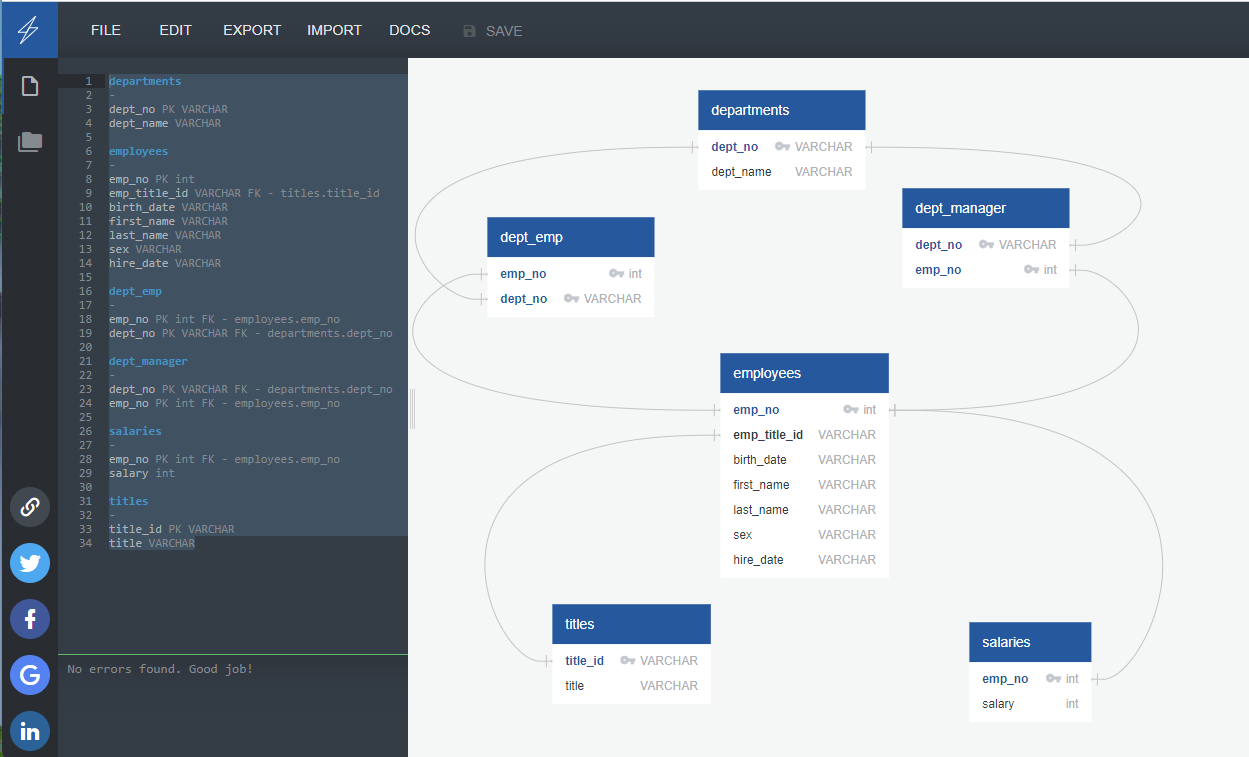 FILE EDIT EXPORT IMPORT DOCS SAVE
1 departments
2 -
3 dept_no PK VARCHAR
4 dept_name VARCHAR
5
6 employees
7 -
8 emp_no PK int
9 emp_title_id VARCHAR FK - titles.title_id
10 birth_date VARCHAR
11 first_name VARCHAR
12 last_name VARCHAR
13 sex VARCHAR
14 hire_date VARCHAR
15
16 dept_emp
17 -
18 emp_no PK int FK - employees.emp_no
19 dept_no PK VARCHAR FK - departments.dept_no
20
21 dept_manager
22 -
23 dept_no PK VARCHAR FK - departments.dept_no
24 emp_no PK int FK - employees.emp_no
25
26 salaries
27 -
28 emp_no PK int FK - employees.emp_no
29 salary int
30
31 titles
32 -
33 title_id PK VARCHAR
34 title VARCHAR
No errors found. Good job!
departments
dept_no VARCHAR
dept_name VARCHAR
dept_manager
dept_no VARCHAR
emp_no int
dept_emp
emp_no int
dept_no VARCHAR
employees
emp_no int
emp_title_id VARCHAR
birth_date VARCHAR
first_name VARCHAR
last_name VARCHAR
sex VARCHAR
hire_date VARCHAR
titles
title_id VARCHAR
title VARCHAR
salaries
emp_no int
salary int
f
G
in